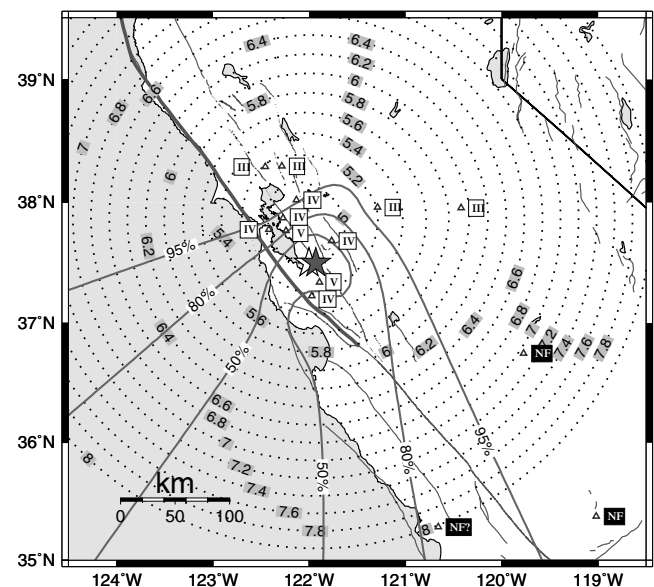 6.4 6.4
6.2
39°N 6
6.8 6.6 5.8 5.8
5.6
7 5.4
III III
6 5.2
38°N IV III III
IV 6
IV V IV
6.2 95% 5.4
V 6.6
80% IV
6.8
37°N 5.6 6.4 7
6.4 7.2
50% 5.8 6 6.2 NF 7.4 7.6 7.8
6.6
6.8
36°N 7 95%
8 7.2 80%
km 7.4 50%
0 50 100 7.6
7.8 8 NF? NF
35°N
124°W 123°W 122°W 121°W 120°W 119°W